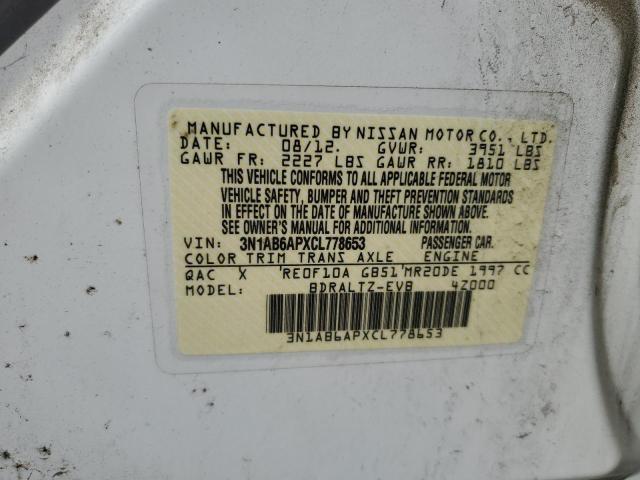 MANUFACTURED BY NISSAN MOTOR CO., LTD.
DATE: 08/12. GVWR: 3951 LBS
GAWR FR: 2227 LBS GAWR RR: 1810 LBS
THIS VEHICLE CONFORMS TO ALL APPLICABLE FEDERAL MOTOR
VEHICLE SAFETY, BUMPER AND THEFT PREVENTION STANDARDS
IN EFFECT ON THE DATE OF MANUFACTURE SHOWN ABOVE.
SEE OWNER'S MANUAL FOR ADDITIONAL INFORMATION
VIN: 3N1AB6APXCL778653 PASSENGER CAR.
COLOR TRIM TRANS AXLE ENGINE
QAC X 'RE0F10A GB51'MR20DE 1997 CC
MODEL: BDRALTZ-EVB 4Z000
3N1AB6APXCL778653